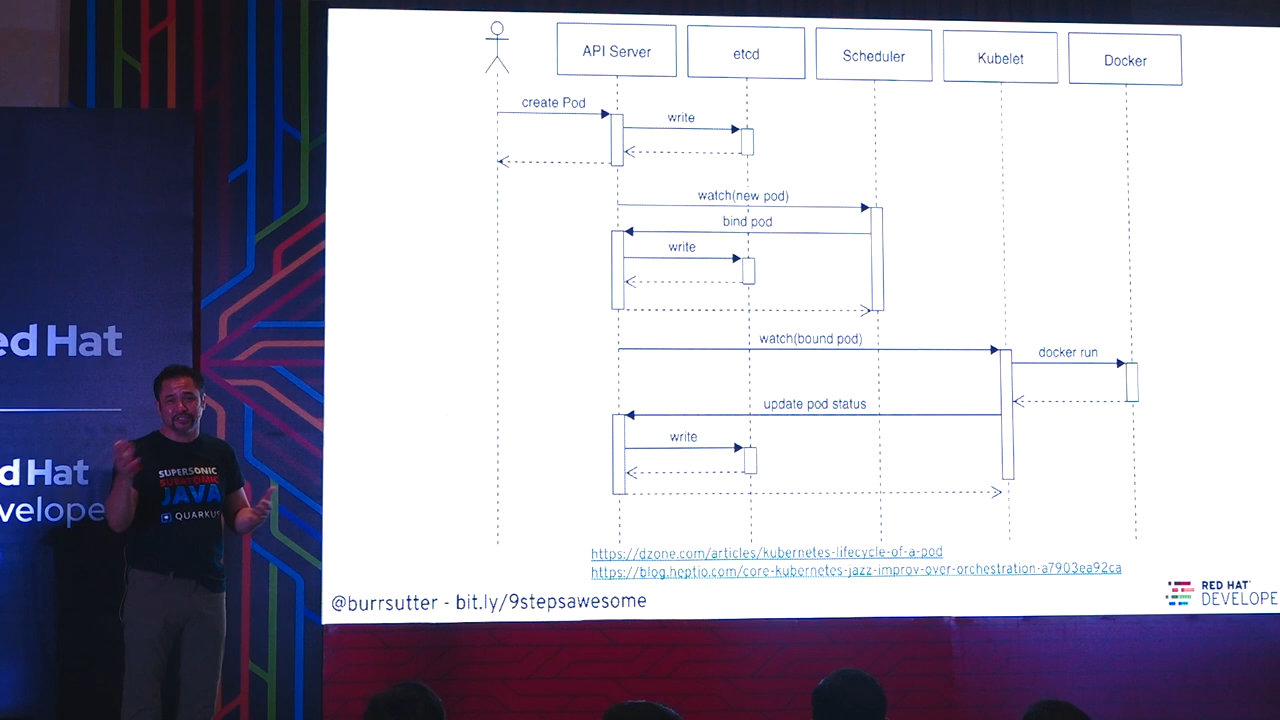 API Server
etcd
Scheduler
Kubelet
Docker
create Pod
write
watch(new pod)
bind pod
write
watch(bound pod)
docker run
update pod status
write
https://dzone.com/articles/kubernetes-lifecycle-of-a-pod
https://blog.heptio.com/core-kubernetes-jazz-improv-over-orchestration-a7903ea92ca
@burrsutter - bit.ly/9stepsawesome
RED HAT
DEVELOPE
ed Hat
d Hat
velope
SUPERSONIC
SUBATOMIC
JAVA
QUARKUS